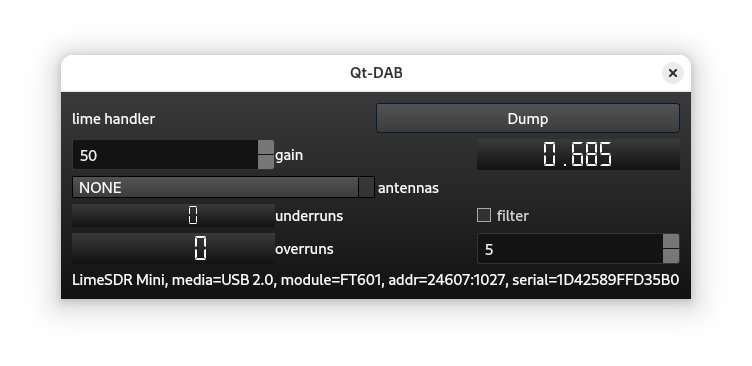 Qt-DAB
lime handler Dump
50 gain 0.685
NONE antennas
0 underruns filter
0 overruns 5
LimeSDR Mini, media=USB 2.0, module=FT601, addr=24607:1027, serial=1D42589FFD35B0